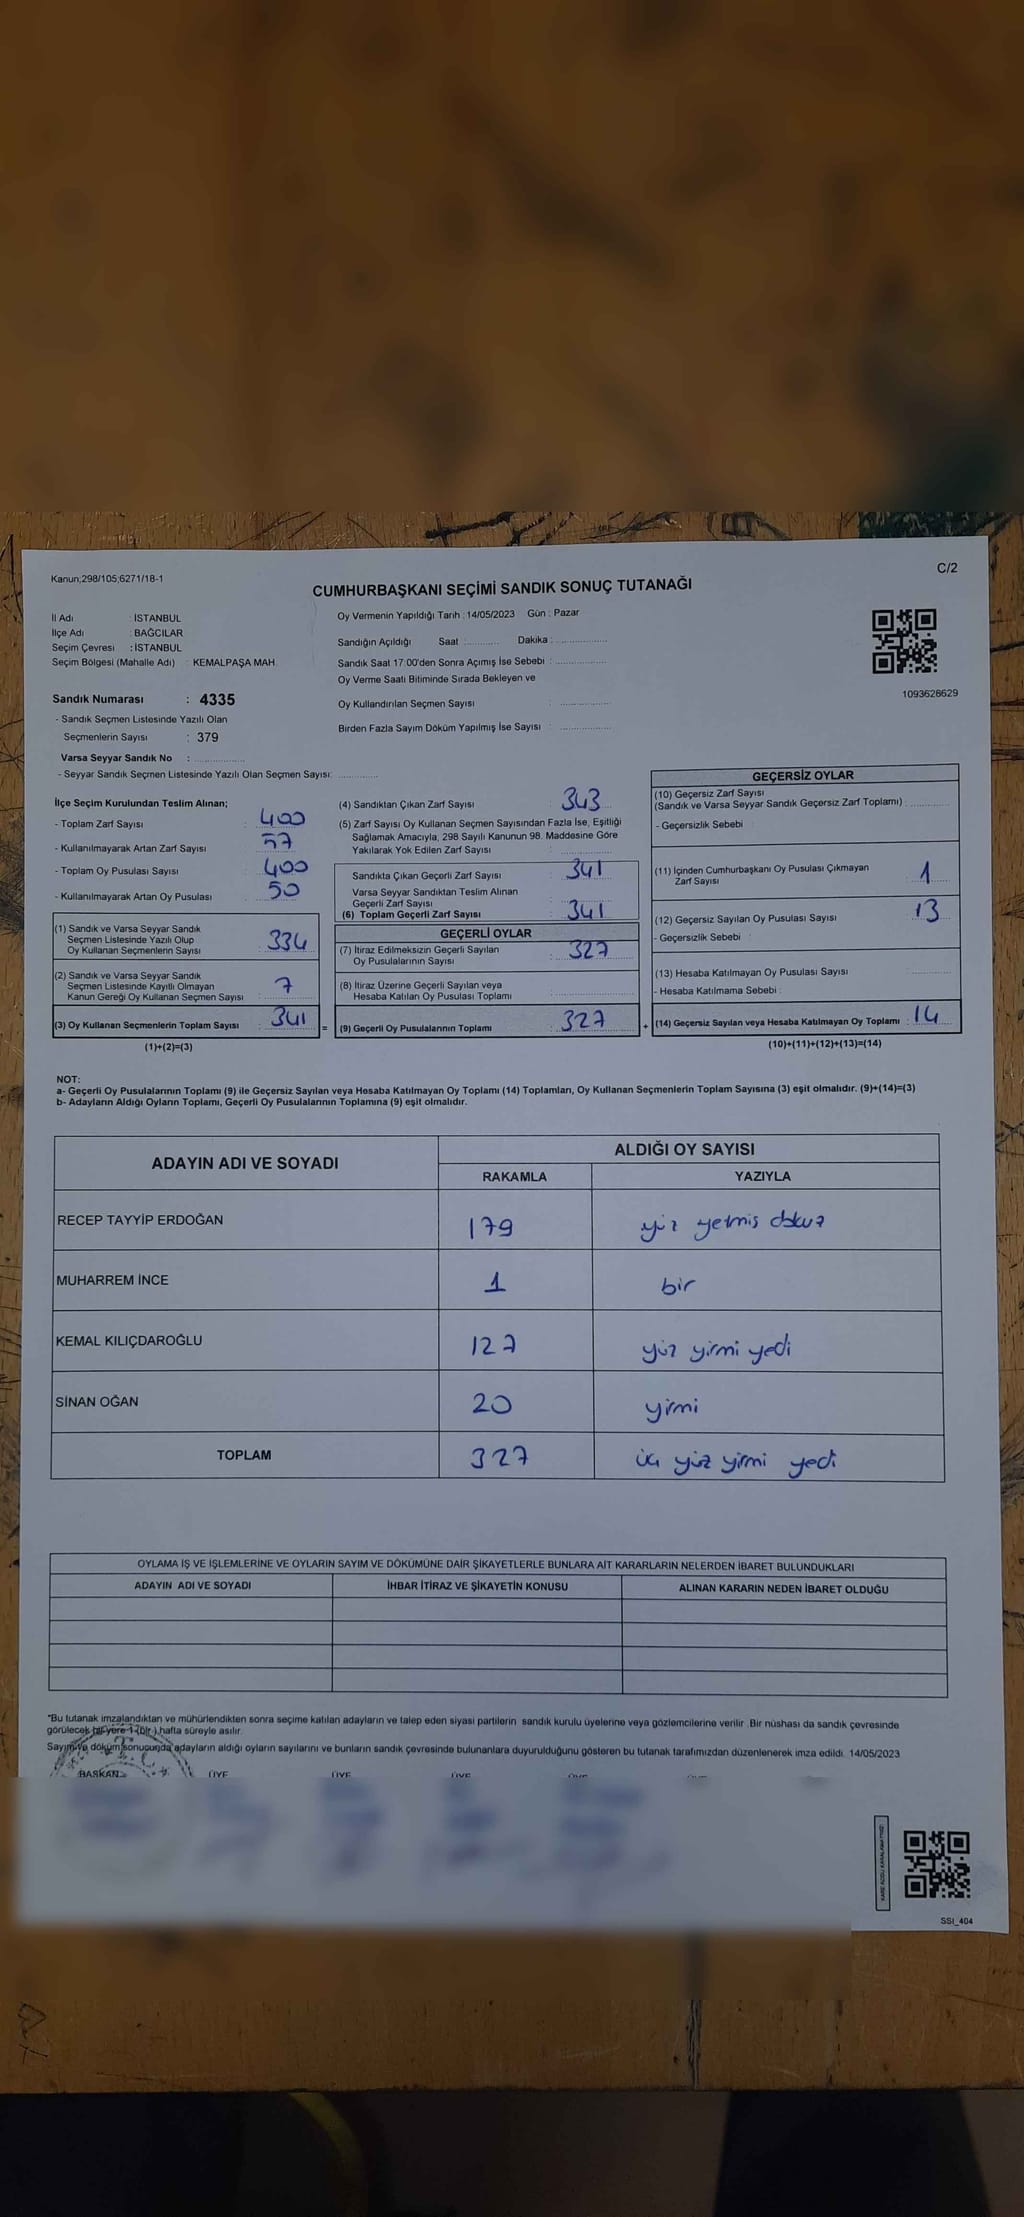 Kanun;298/105;6271/18-1
C/2
CUMHURBAŞKANI SEÇİMİ SANDIK SONUÇ TUTANAĞI
İl Adı : İSTANBUL
İlçe Adı : BAĞCILAR
Seçim Çevresi : İSTANBUL
Seçim Bölgesi (Mahalle Adı) : KEMALPAŞA MAH.
Oy Vermenin Yapıldığı Tarih : 14/05/2023 Gün : Pazar
Sandığın Açıldığı Saat : Dakika :
Sandık Saat 17:00'den Sonra Açımış İse Sebebi :
Oy Verme Saati Bitiminde Sırada Bekleyen ve
Oy Kullandırılan Seçmen Sayısı :
Birden Fazla Sayım Döküm Yapılmış İse Sayısı :
1093628629
Sandık Numarası : 4335
- Sandık Seçmen Listesinde Yazılı Olan
Seçmenlerin Sayısı : 379
Varsa Seyyar Sandık No :
- Seyyar Sandık Seçmen Listesinde Yazılı Olan Seçmen Sayısı:
İlçe Seçim Kurulundan Teslim Alınan;
- Toplam Zarf Sayısı : 400
- Kullanılmayarak Artan Zarf Sayısı : 57
- Toplam Oy Pusulası Sayısı : 400
- Kullanılmayarak Artan Oy Pusulası : 50
(1) Sandık ve Varsa Seyyar Sandık
Seçmen Listesinde Yazılı Olup
Oy Kullanan Seçmenlerin Sayısı : 334
(2) Sandık ve Varsa Seyyar Sandık
Seçmen Listesinde Kayıtlı Olmayan
Kanun Gereği Oy Kullanan Seçmen Sayısı : 7
(3) Oy Kullanan Seçmenlerin Toplam Sayısı : 341
(1)+(2)=(3)
(4) Sandıktan Çıkan Zarf Sayısı : 343
(5) Zarf Sayısı Oy Kullanan Seçmen Sayısından Fazla İse, Eşitliği
Sağlamak Amacıyla, 298 Sayılı Kanunun 98. Maddesine Göre
Yakılarak Yok Edilen Zarf Sayısı :
Sandıkta Çıkan Geçerli Zarf Sayısı : 341
Varsa Seyyar Sandıktan Teslim Alınan
Geçerli Zarf Sayısı :
(6) Toplam Geçerli Zarf Sayısı : 341
GEÇERLİ OYLAR
(7) İtiraz Edilmeksizin Geçerli Sayılan
Oy Pusulalarının Sayısı : 327
(8) İtiraz Üzerine Geçerli Sayılan veya
Hesaba Katılan Oy Pusulası Toplamı :
= (9) Geçerli Oy Pusulalarının Toplamı : 327
GEÇERSİZ OYLAR
(10) Geçersiz Zarf Sayısı
(Sandık ve Varsa Seyyar Sandık Geçersiz Zarf Toplamı) :
- Geçersizlik Sebebi :
(11) İçinden Cumhurbaşkanı Oy Pusulası Çıkmayan
Zarf Sayısı : 1
(12) Geçersiz Sayılan Oy Pusulası Sayısı : 13
- Geçersizlik Sebebi :
(13) Hesaba Katılmayan Oy Pusulası Sayısı :
- Hesaba Katılmama Sebebi :
+ (14) Geçersiz Sayılan veya Hesaba Katılmayan Oy Toplamı : 14
(10)+(11)+(12)+(13)=(14)
NOT:
a- Geçerli Oy Pusulalarının Toplamı (9) ile Geçersiz Sayılan veya Hesaba Katılmayan Oy Toplamı (14) Toplamları, Oy Kullanan Seçmenlerin Toplam Sayısına (3) eşit olmalıdır. (9)+(14)=(3)
b- Adayların Aldığı Oyların Toplamı, Geçerli Oy Pusulalarının Toplamına (9) eşit olmalıdır.
ADAYIN ADI VE SOYADI
ALDIĞI OY SAYISI
RAKAMLA YAZIYLA
RECEP TAYYİP ERDOĞAN 179 yüz yetmiş dokuz
MUHARREM İNCE 1 bir
KEMAL KILIÇDAROĞLU 127 yüz yirmi yedi
SİNAN OĞAN 20 yirmi
TOPLAM 327 üç yüz yirmi yedi
OYLAMA İŞ VE İŞLEMLERİNE VE OYLARIN SAYIM VE DÖKÜMÜNE DAİR ŞİKAYETLERLE BUNLARA AİT KARARLARIN NELERDEN İBARET BULUNDUKLARI
ADAYIN ADI VE SOYADI İHBAR İTİRAZ VE ŞİKAYETİN KONUSU ALINAN KARARIN NEDEN İBARET OLDUĞU
*Bu tutanak imzalandıktan ve mühürlendikten sonra seçime katılan adayların ve talep eden siyasi partilerin sandık kurulu üyelerine veya gözlemcilerine verilir. Bir nüshası da sandık çevresinde
görülecek bir yere 1 (bir) hafta süreyle asılır.
Sayım ve döküm sonucunda adayların aldığı oyların sayılarını ve bunların sandık çevresinde bulunanlara duyurulduğunu gösteren bu tutanak tarafımızdan düzenlenerek imza edildi. 14/05/2023
BAŞKAN ÜYE ÜYE ÜYE
T.C.
SSI_404